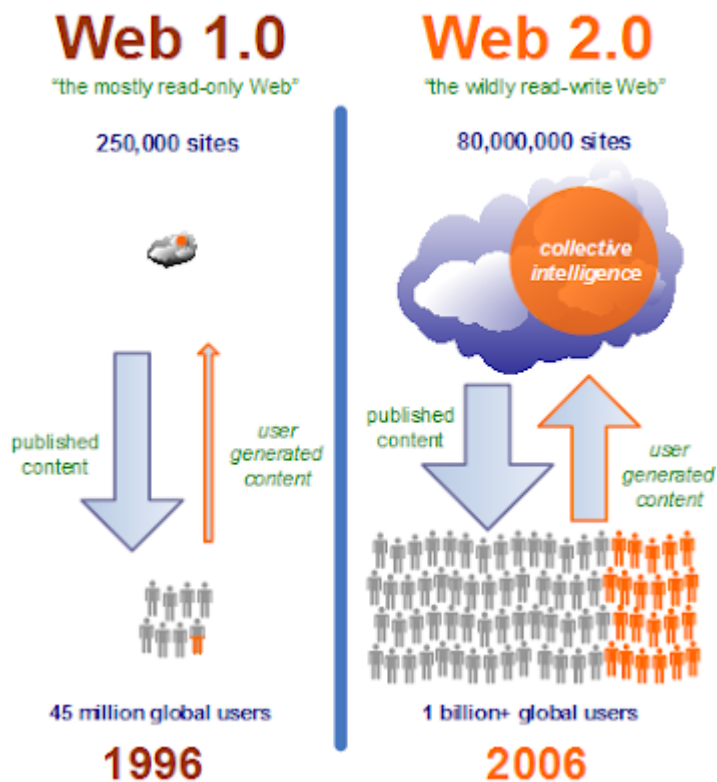 Web 1.0
"the mostly read-only Web"
250,000 sites
published
content
user
generated
content
45 million global users
1996
Web 2.0
"the wildly read-write Web"
80,000,000 sites
collective
intelligence
published
content
user
generated
content
1 billion+ global users
2006